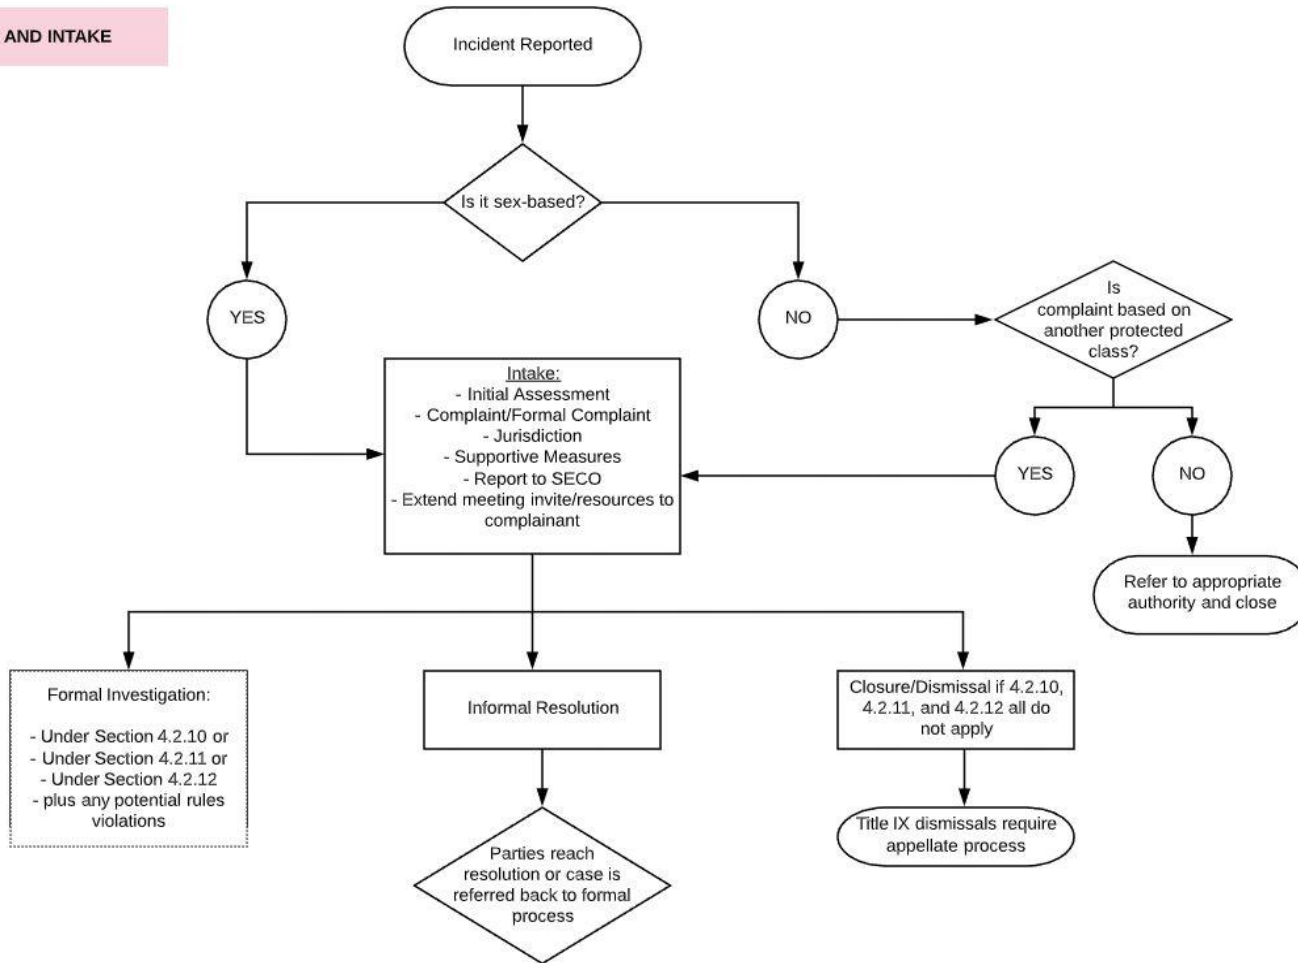 AND INTAKE
Incident Reported
Is it sex-based?
YES
NO
Is
complaint based on
another protected
class?
Intake:
- Initial Assessment
- Complaint/Formal Complaint
- Jurisdiction
- Supportive Measures
- Report to SECO
- Extend meeting invite/resources to
complainant
YES
NO
Refer to appropriate
authority and close
Formal Investigation:
- Under Section 4.2.10 or
- Under Section 4.2.11 or
- Under Section 4.2.12
- plus any potential rules
violations
Informal Resolution
Closure/Dismissal if 4.2.10,
4.2.11, and 4.2.12 all do
not apply
Parties reach
resolution or case is
referred back to formal
process
Title IX dismissals require
appellate process